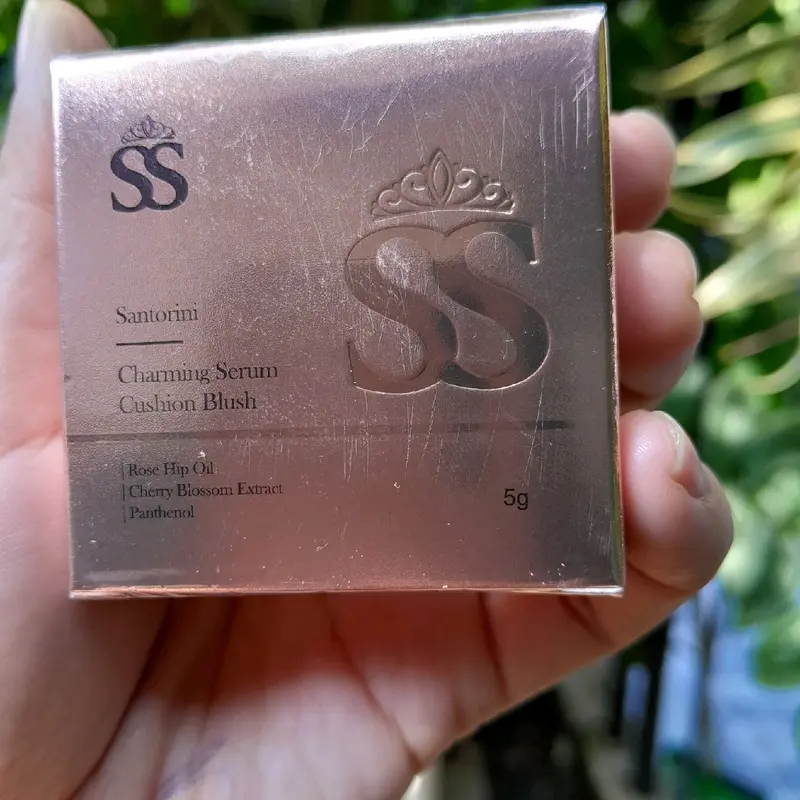 SS
SS
Santorini
Charming Serum
Cushion Blush
Rose Hip Oil
Cherry Blossom Extract
Panthenol
5g